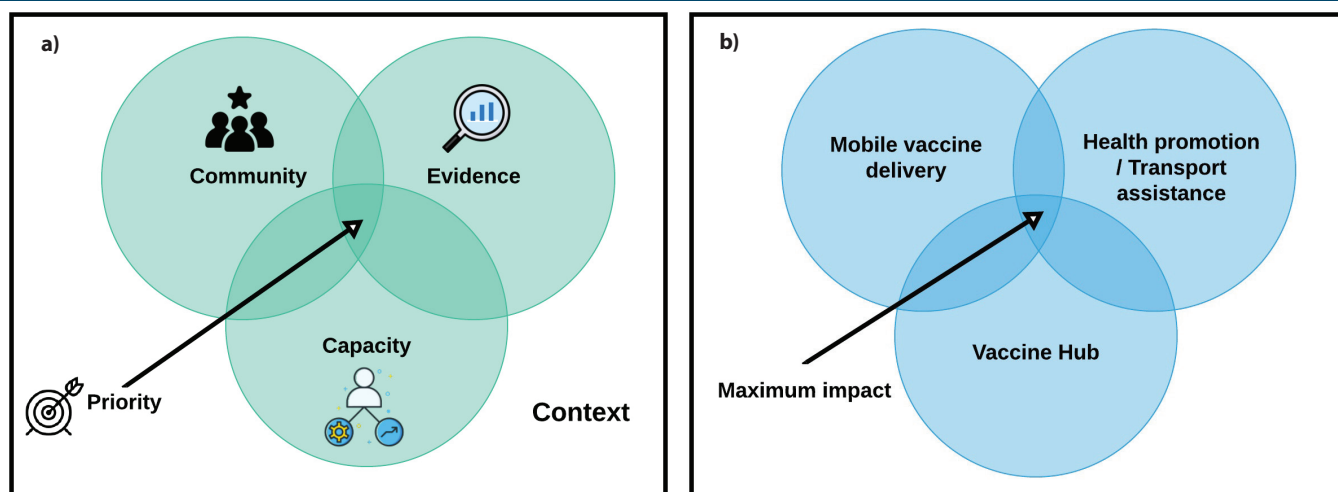 a)
Community
Evidence
Capacity
Priority
Context
b)
Mobile vaccine
delivery
Health promotion
/ Transport
assistance
Vaccine Hub
Maximum impact